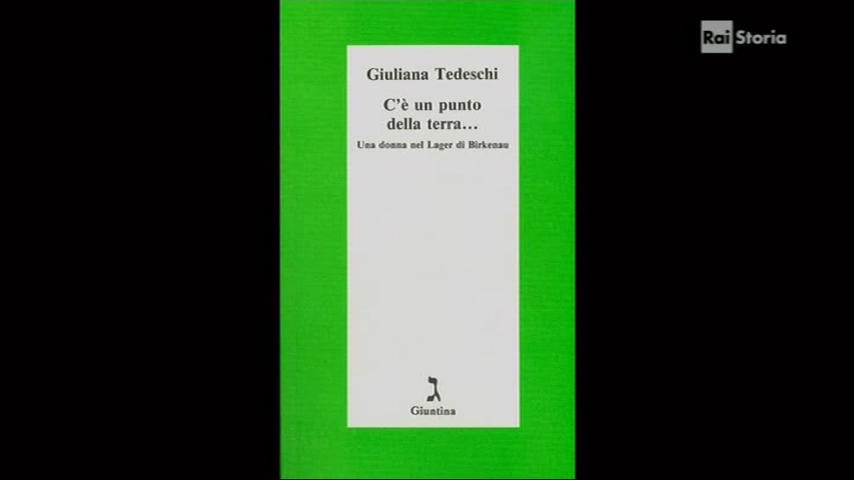 Rai Storia
Giuliana Tedeschi
C'è un punto
della terra...
Una donna nel Lager di Birkenau
ג
Giuntina